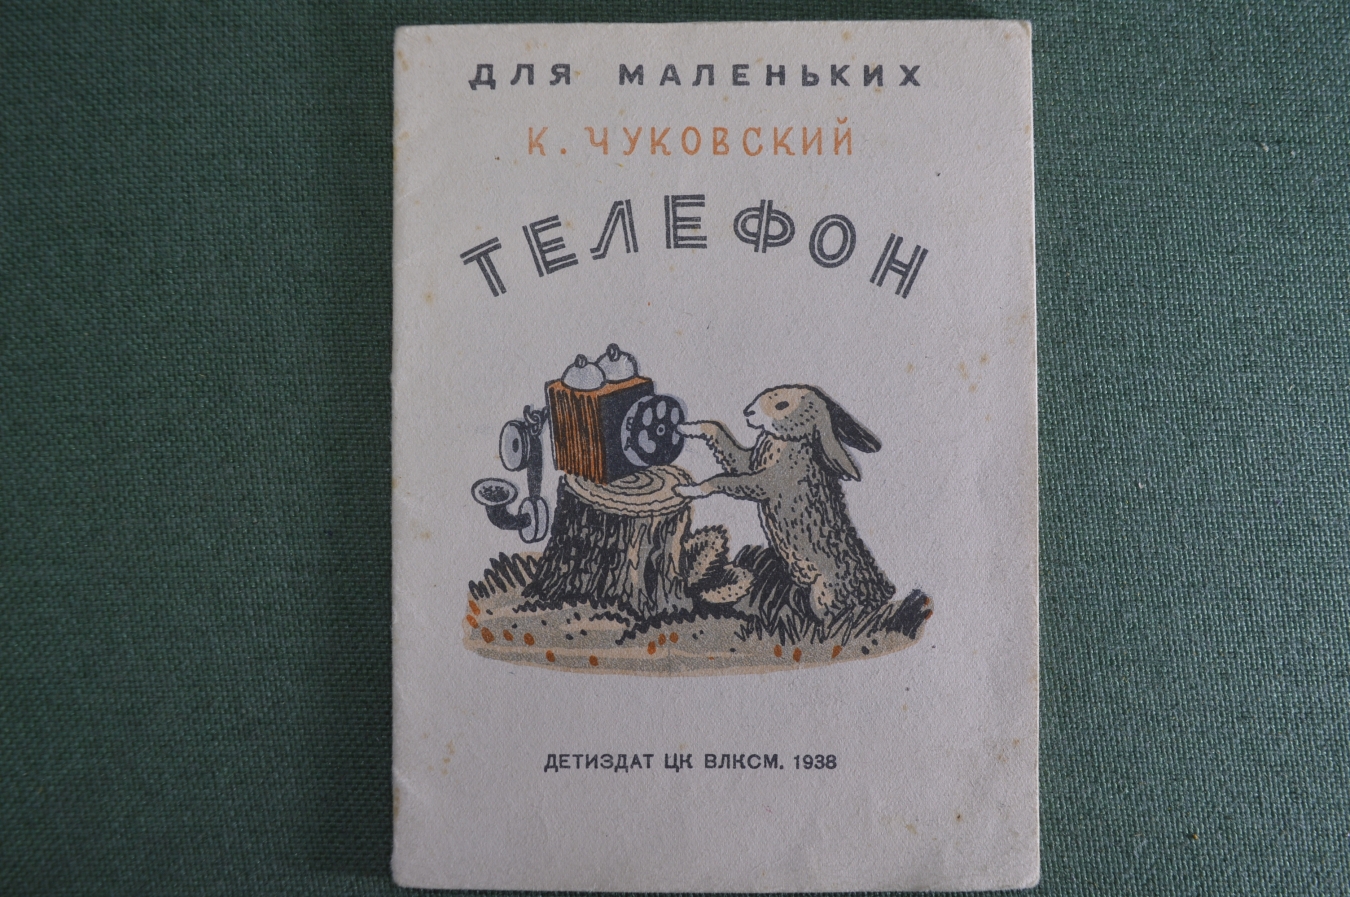 ДЛЯ МАЛЕНЬКИХ
К. ЧУКОВСКИЙ
ТЕЛЕФОН
ДЕТИЗДАТ ЦК ВЛКСМ. 1938